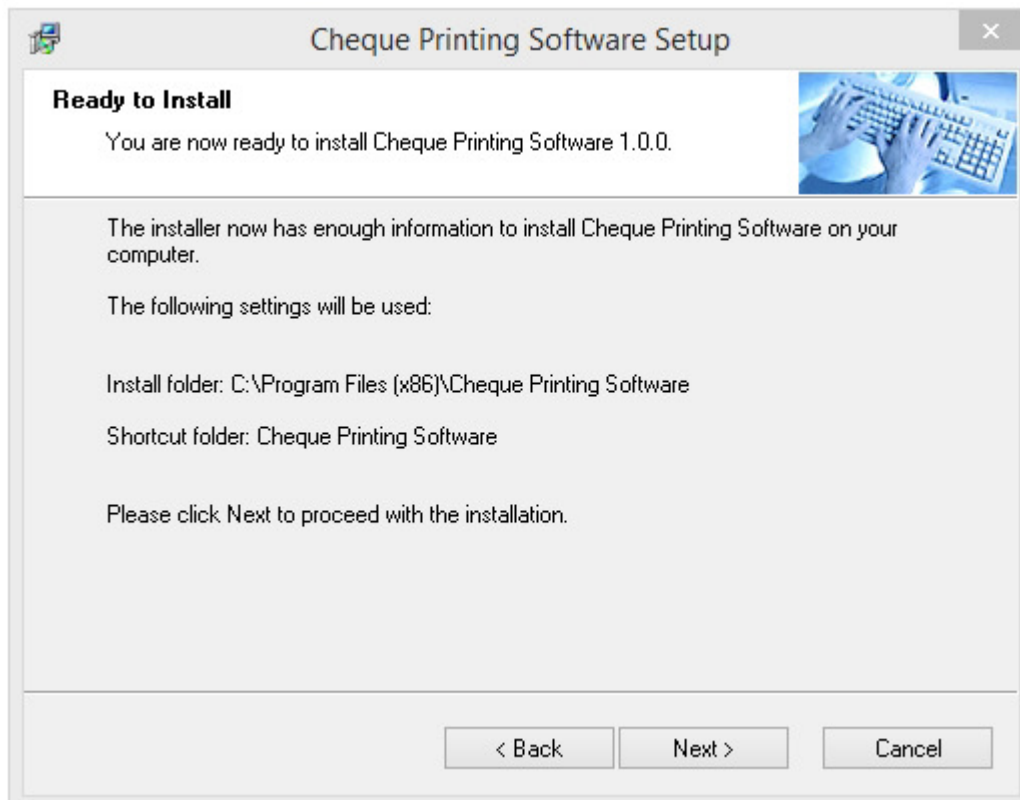 Cheque Printing Software Setup
Ready to Install
You are now ready to install Cheque Printing Software 1.0.0.
The installer now has enough information to install Cheque Printing Software on your
computer.
The following settings will be used:
Install folder: C:\Program Files (x86)\Cheque Printing Software
Shortcut folder: Cheque Printing Software
Please click Next to proceed with the installation.
< Back
Next >
Cancel